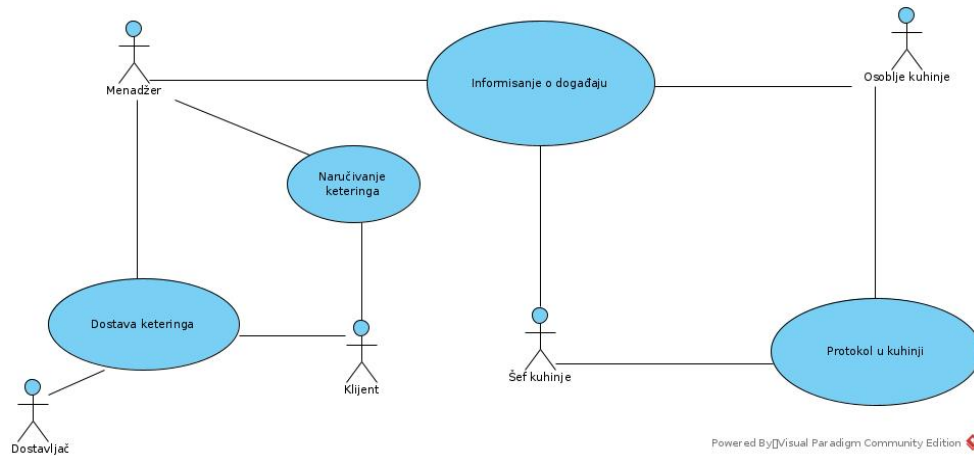 Menadžer
Informisanje o događaju
Osoblje kuhinje
Naručivanje
keteringa
Dostava keteringa
Klijent
Šef kuhinje
Protokol u kuhinji
Dostavljač
Powered By▯Visual Paradigm Community Edition